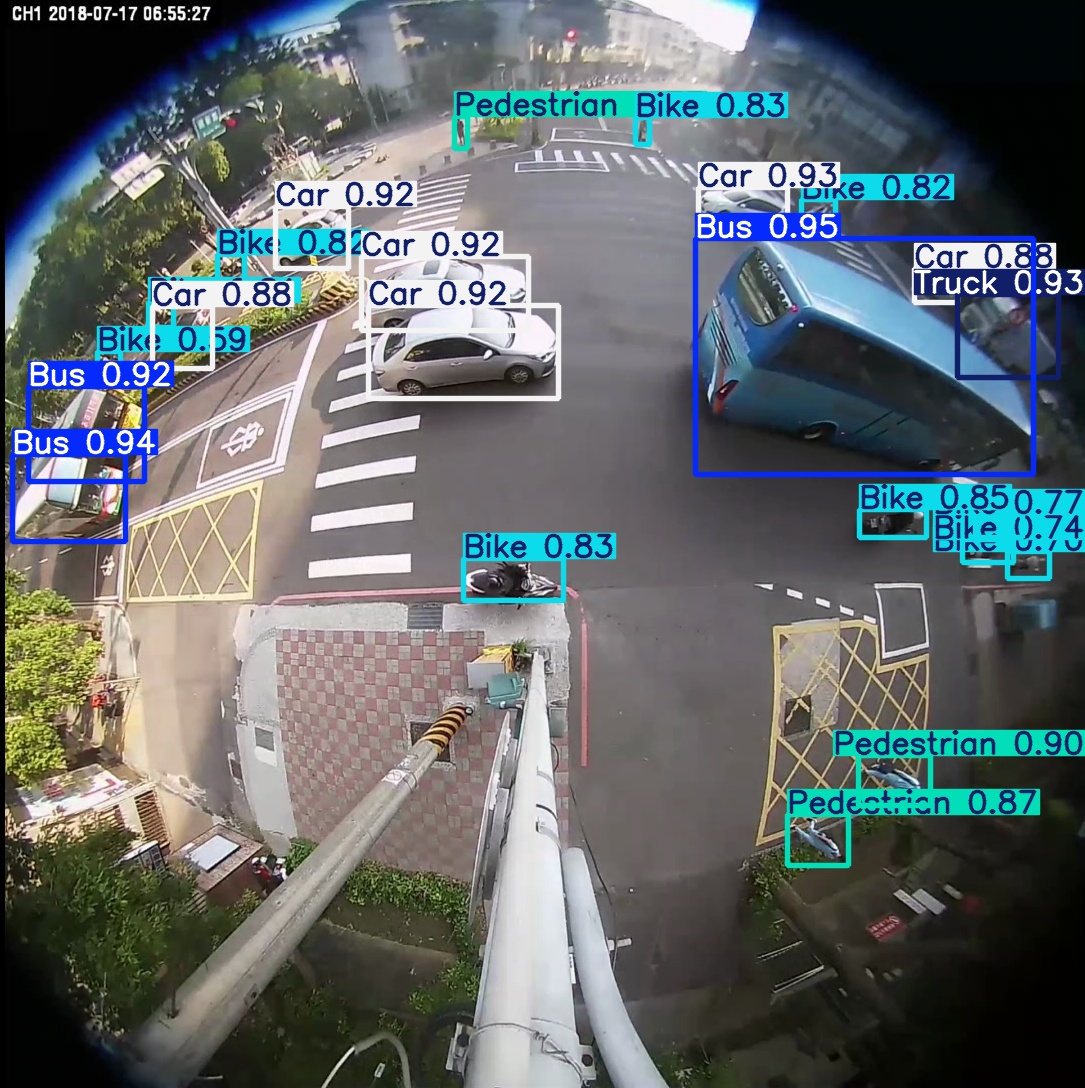 CH1 2018-07-17 06:55:27
Pedestrian
Bike 0.83
Car 0.93
Bike 0.82
Car 0.92
Bus 0.95
Bike 0.82
Car 0.92
Car 0.88
Truck 0.93
Car 0.88
Car 0.92
Bike 0.59
Bus 0.92
Bus 0.94
Bike 0.85
0.77
Bike 0.74
Bike 0.83
Pedestrian 0.90
Pedestrian 0.87